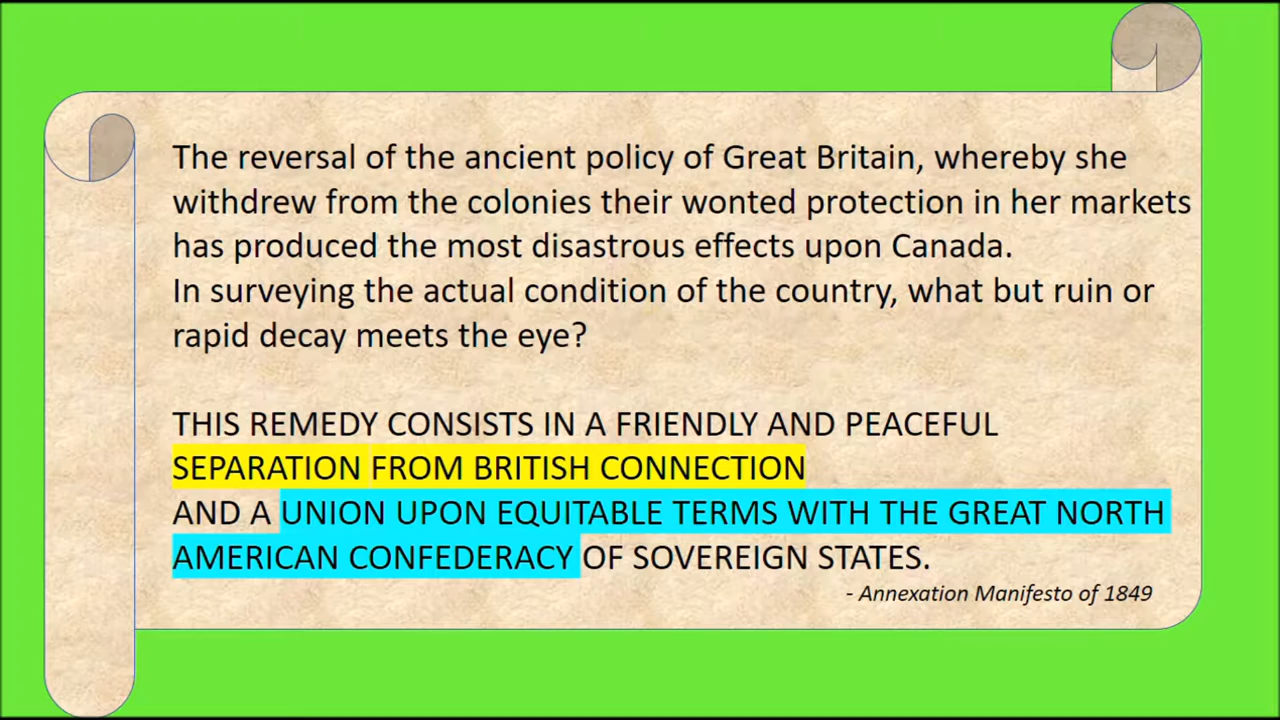 The reversal of the ancient policy of Great Britain, whereby she
withdrew from the colonies their wonted protection in her markets
has produced the most disastrous effects upon Canada.
In surveying the actual condition of the country, what but ruin or
rapid decay meets the eye?
THIS REMEDY CONSISTS IN A FRIENDLY AND PEACEFUL
SEPARATION FROM BRITISH CONNECTION
AND A UNION UPON EQUITABLE TERMS WITH THE GREAT NORTH
AMERICAN CONFEDERACY OF SOVEREIGN STATES.
- Annexation Manifesto of 1849